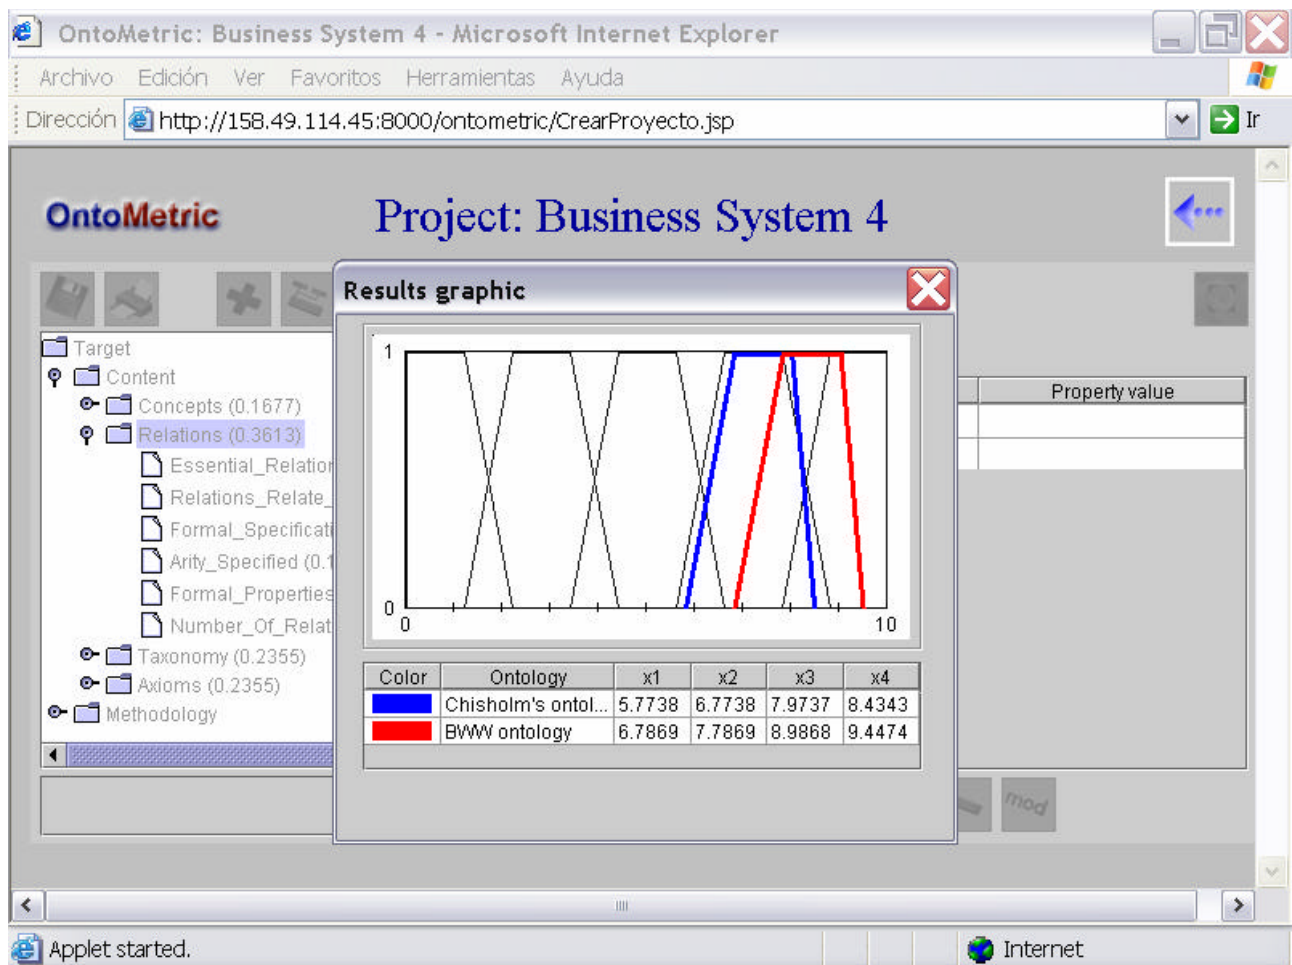 OntoMetric: Business System 4 - Microsoft Internet Explorer
Archivo Edición Ver Favoritos Herramientas Ayuda
Dirección http://158.49.114.45:8000/ontometric/CrearProyecto.jsp Ir
OntoMetric Project: Business System 4
Results graphic
Target
Content
Concepts (0.1677)
Relations (0.3613)
Essential_Relation
Relations_Relate_
Formal_Specificati
Arity_Specified (0.1
Formal_Properties
Number_Of_Relat
Taxonomy (0.2355)
Axioms (0.2355)
Methodology
1
0
0 10
Property value
Color Ontology x1 x2 x3 x4
Chisholm's ontol... 5.7738 6.7738 7.9737 8.4343
BWW ontology 6.7869 7.7869 8.9868 9.4474
mod
Applet started. Internet